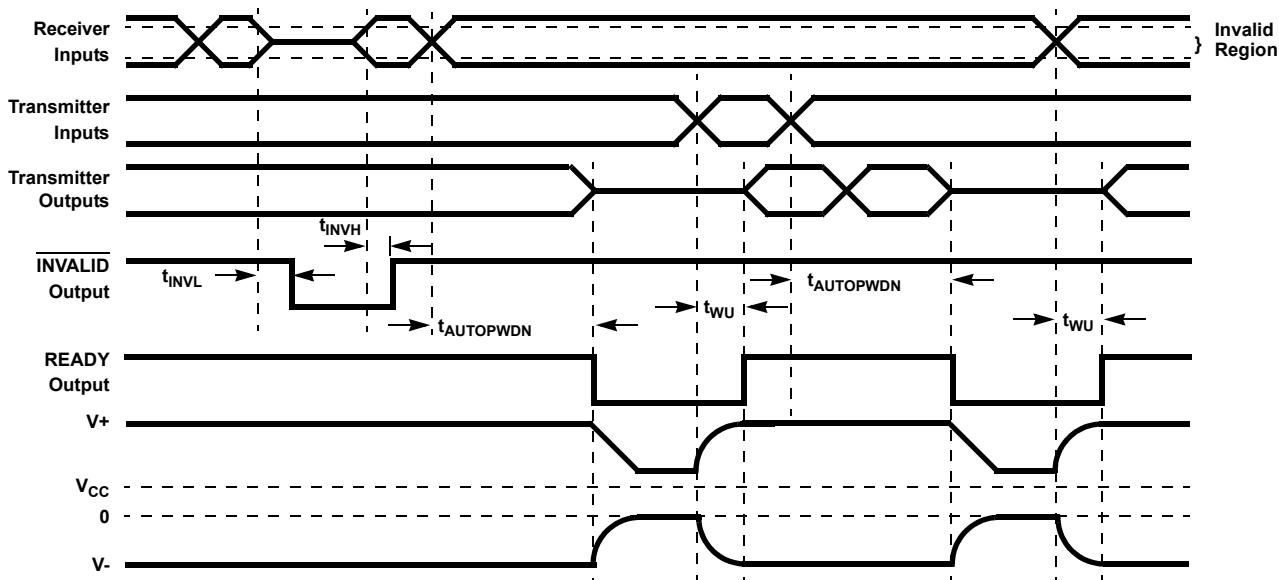 Receiver
Inputs
}
Invalid
Region
Transmitter
Inputs
Transmitter
Outputs
tINVH
INVALID
Output
tINVL
tAUTOPWDN
tWU
tAUTOPWDN
tWU
READY
Output
V+
VCC
0
V-